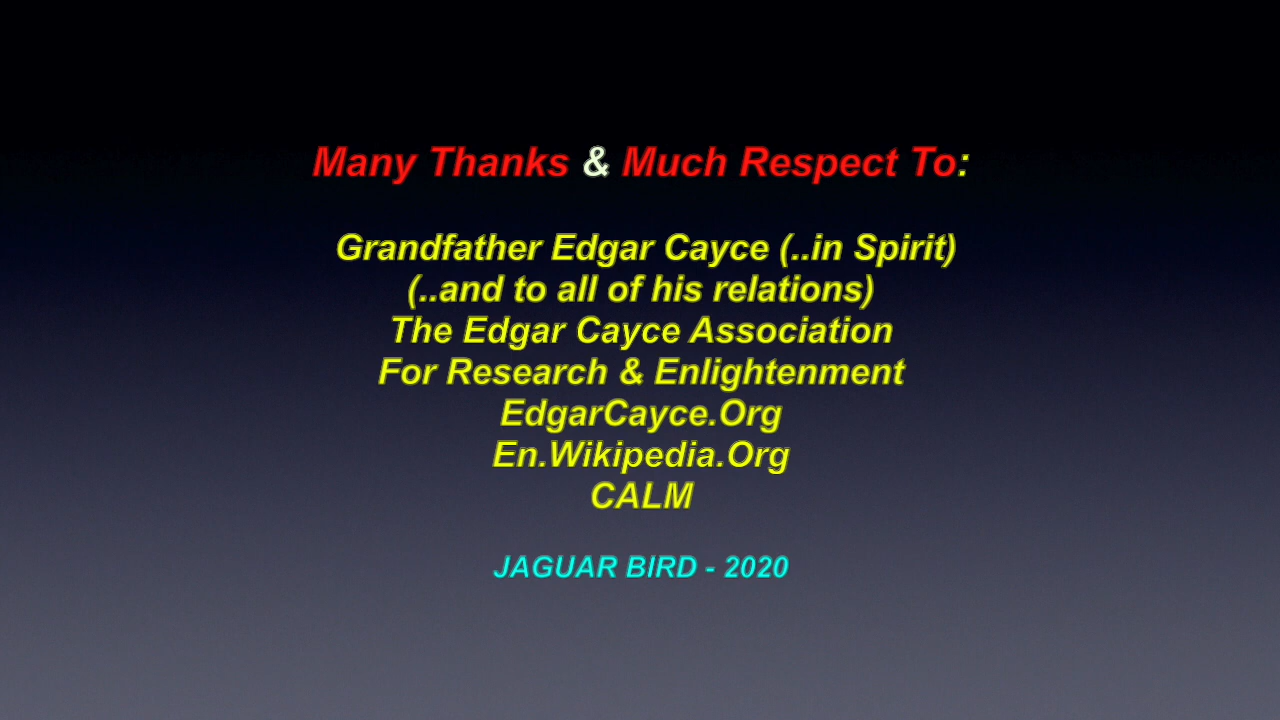 Many Thanks & Much Respect To:
Grandfather Edgar Cayce (..in Spirit)
(..and to all of his relations)
The Edgar Cayce Association
For Research & Enlightenment
EdgarCayce.Org
En.Wikipedia.Org
CALM
JAGUAR BIRD - 2020